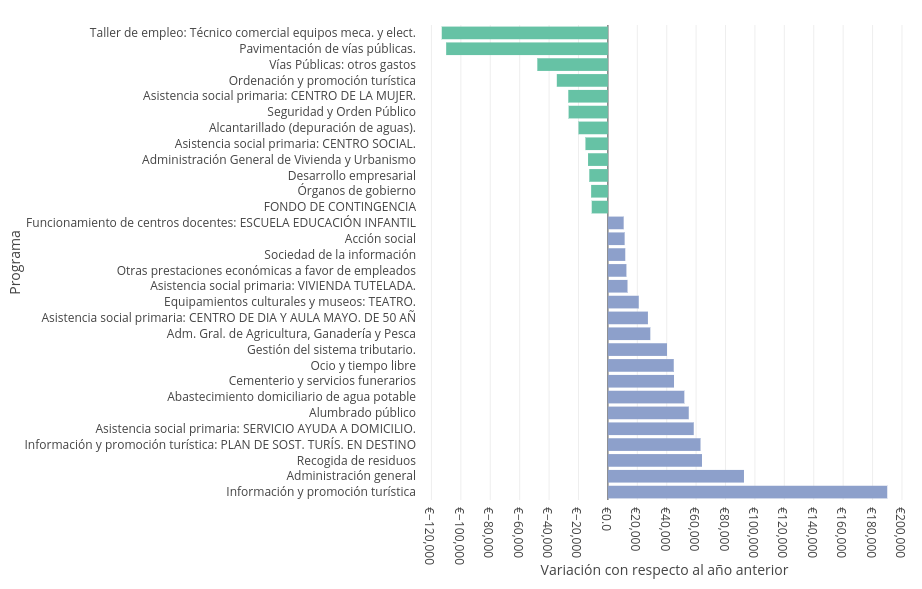 Taller de empleo: Técnico comercial equipos meca. y elect.
Pavimentación de vías públicas.
Vías Públicas: otros gastos
Ordenación y promoción turística
Asistencia social primaria: CENTRO DE LA MUJER.
Seguridad y Orden Público
Alcantarillado (depuración de aguas).
Asistencia social primaria: CENTRO SOCIAL.
Administración General de Vivienda y Urbanismo
Desarrollo empresarial
Órganos de gobierno
FONDO DE CONTINGENCIA
Funcionamiento de centros docentes: ESCUELA EDUCACIÓN INFANTIL
Acción social
Sociedad de la información
Otras prestaciones económicas a favor de empleados
Asistencia social primaria: VIVIENDA TUTELADA.
Equipamientos culturales y museos: TEATRO.
Asistencia social primaria: CENTRO DE DIA Y AULA MAYO. DE 50 AÑ
Adm. Gral. de Agricultura, Ganadería y Pesca
Gestión del sistema tributario.
Ocio y tiempo libre
Cementerio y servicios funerarios
Abastecimiento domiciliario de agua potable
Alumbrado público
Asistencia social primaria: SERVICIO AYUDA A DOMICILIO.
Información y promoción turística: PLAN DE SOST. TURÍS. EN DESTINO
Recogida de residuos
Administración general
Información y promoción turística
Programa
€−120,000
€−100,000
€−80,000
€−60,000
€−40,000
€−20,000
€0.0
€20,000
€40,000
€60,000
€80,000
€100,000
€120,000
€140,000
€160,000
€180,000
€200,000
Variación con respecto al año anterior